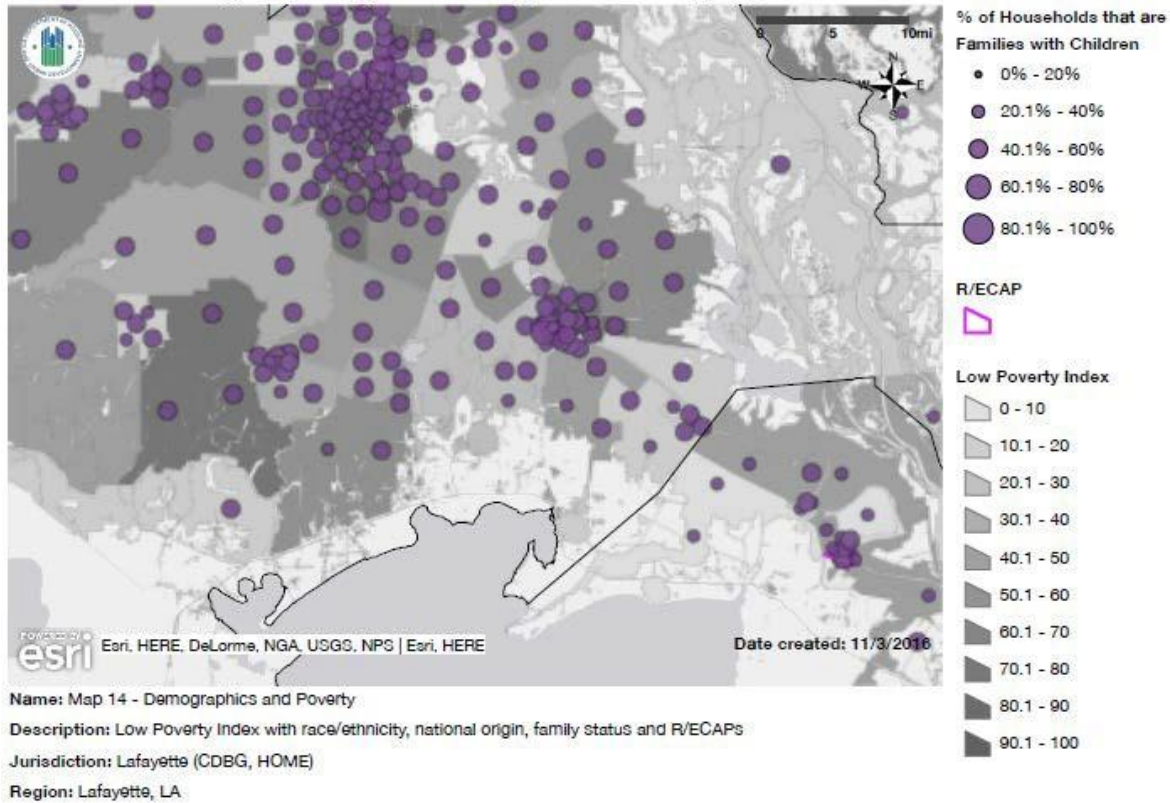 0 5 10mi
N
W E
S
POWERED BY
esri
Esri, HERE, DeLorme, NGA, USGS, NPS | Esri, HERE
Date created: 11/3/2016
% of Households that are
Families with Children
0% - 20%
20.1% - 40%
40.1% - 60%
60.1% - 80%
80.1% - 100%
R/ECAP
Low Poverty Index
0 - 10
10.1 - 20
20.1 - 30
30.1 - 40
40.1 - 50
50.1 - 60
60.1 - 70
70.1 - 80
80.1 - 90
90.1 - 100
Name: Map 14 - Demographics and Poverty
Description: Low Poverty Index with race/ethnicity, national origin, family status and R/ECAPs
Jurisdiction: Lafayette (CDBG, HOME)
Region: Lafayette, LA